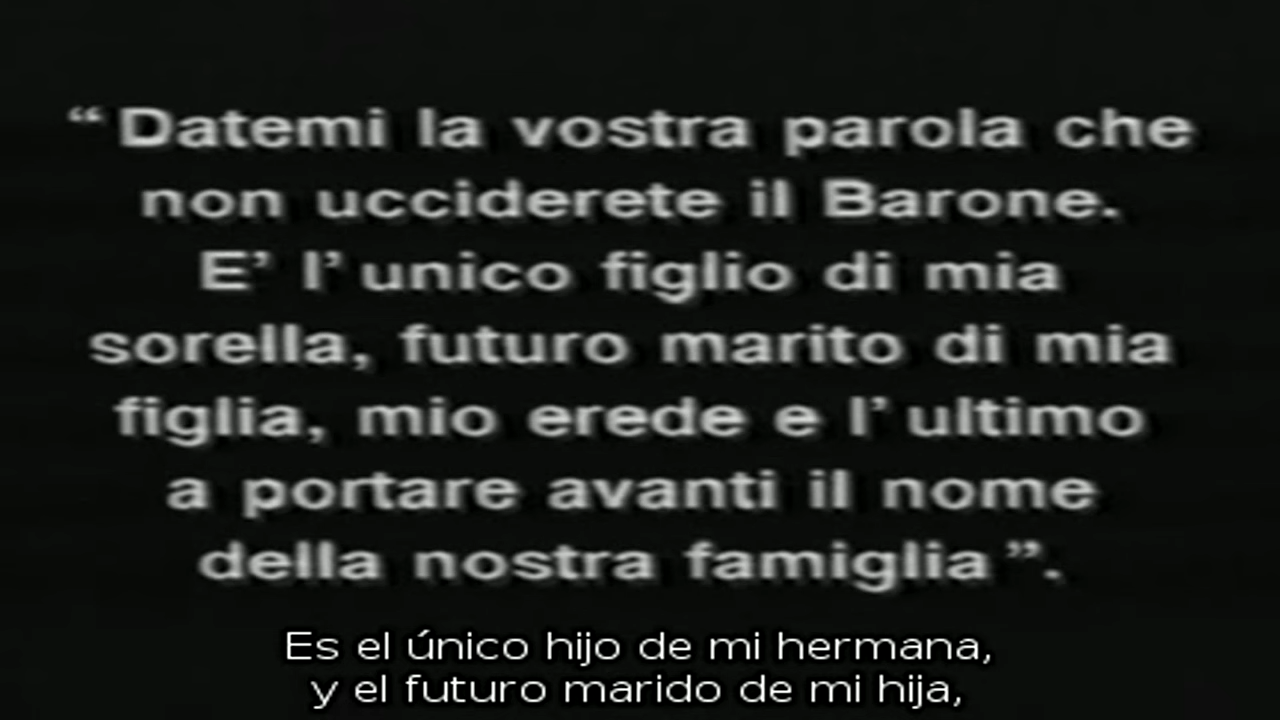 “Datemi la vostra parola che
non ucciderete il Barone.
E’ l’unico figlio di mia
sorella, futuro marito di mia
figlia, mio erede e l’ultimo
a portare avanti il nome
della nostra famiglia”.
Es el único hijo de mi hermana,
y el futuro marido de mi hija,